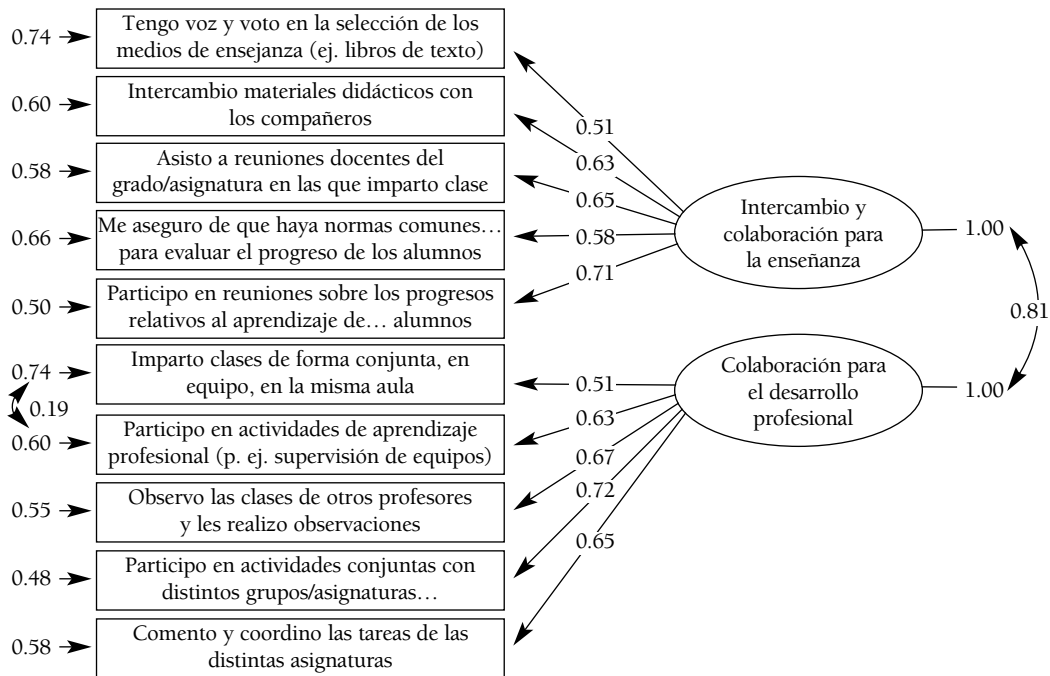 0.74
Tengo voz y voto en la selección de los
medios de ensejanza (ej. libros de texto)
0.60
Intercambio materiales didácticos con
los compañeros
0.58
Asisto a reuniones docentes del
grado/asignatura en las que imparto clase
0.66
Me aseguro de que haya normas comunes…
para evaluar el progreso de los alumnos
0.50
Participo en reuniones sobre los progresos
relativos al aprendizaje de… alumnos
0.74
Imparto clases de forma conjunta, en
equipo, en la misma aula
0.19
0.60
Participo en actividades de aprendizaje
profesional (p. ej. supervisión de equipos)
0.55
Observo las clases de otros profesores
y les realizo observaciones
0.48
Participo en actividades conjuntas con
distintos grupos/asignaturas…
0.58
Comento y coordino las tareas de las
distintas asignaturas
0.51
0.63
0.65
0.58
0.71
Intercambio y
colaboración para
la enseñanza
1.00
0.51
0.63
0.67
0.72
0.65
Colaboración para
el desarrollo
profesional
1.00
0.81